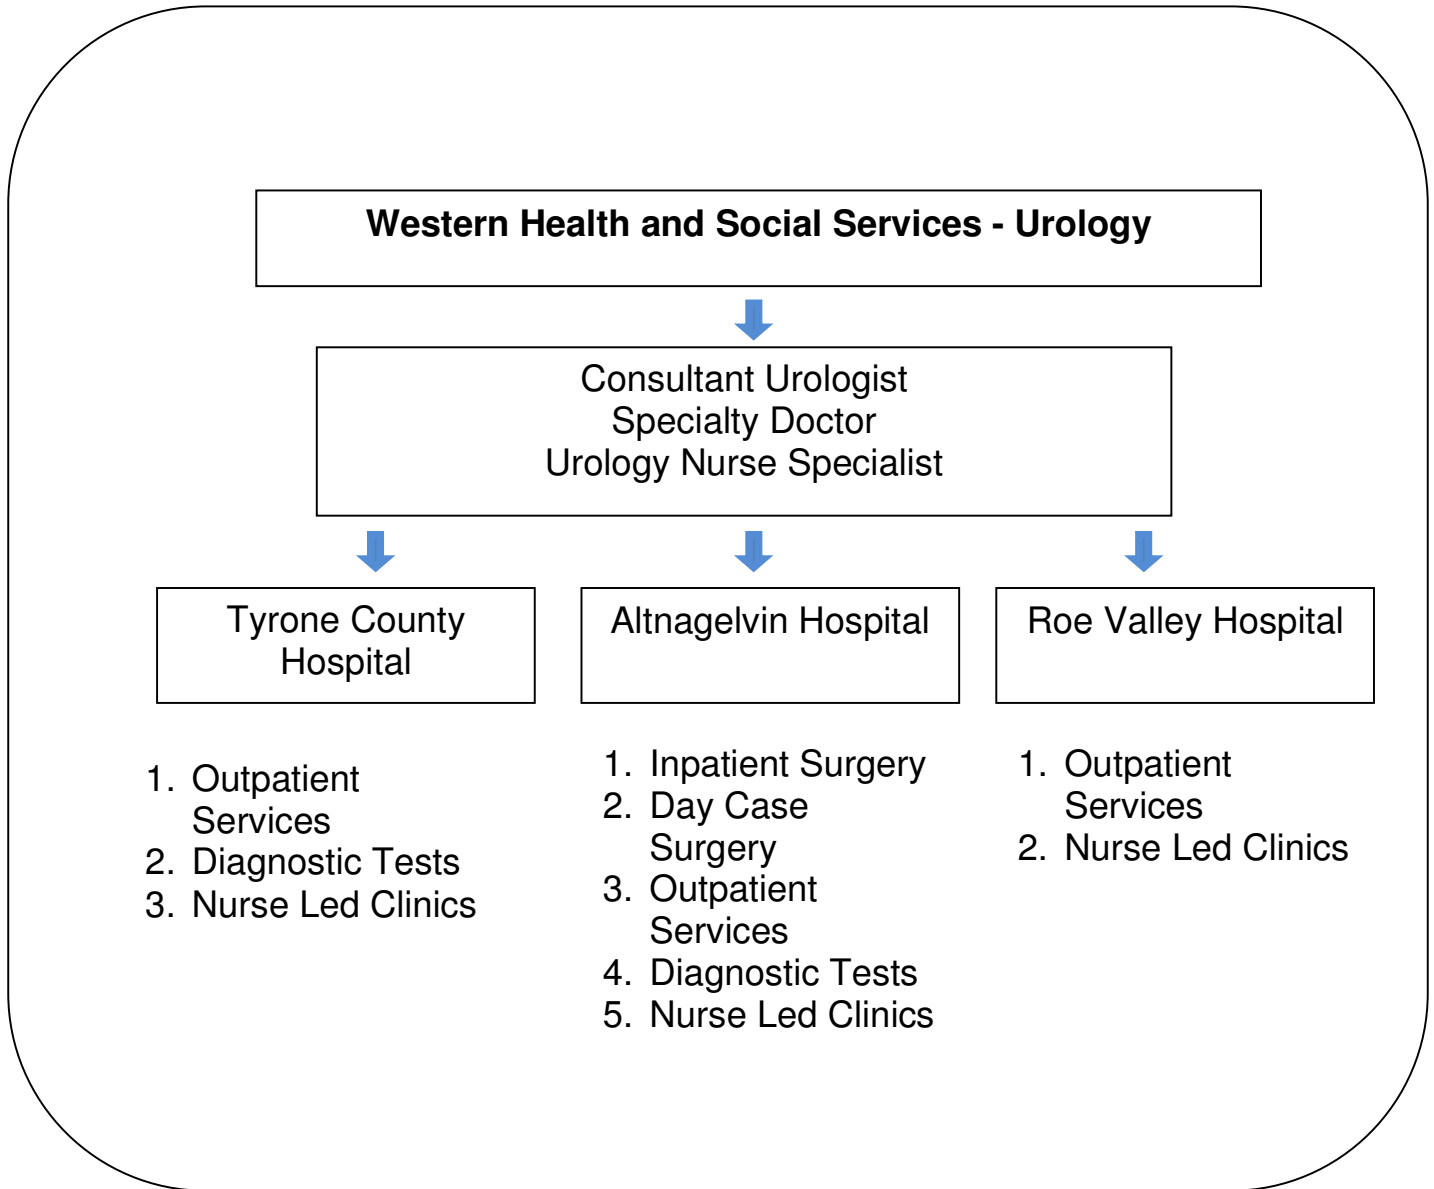 Western Health and Social Services - Urology
Consultant Urologist
Specialty Doctor
Urology Nurse Specialist
Tyrone County
Hospital
Altnagelvin Hospital
Roe Valley Hospital
1. Outpatient
Services
2. Diagnostic Tests
3. Nurse Led Clinics
1. Inpatient Surgery
2. Day Case
Surgery
3. Outpatient
Services
4. Diagnostic Tests
5. Nurse Led Clinics
1. Outpatient
Services
2. Nurse Led Clinics